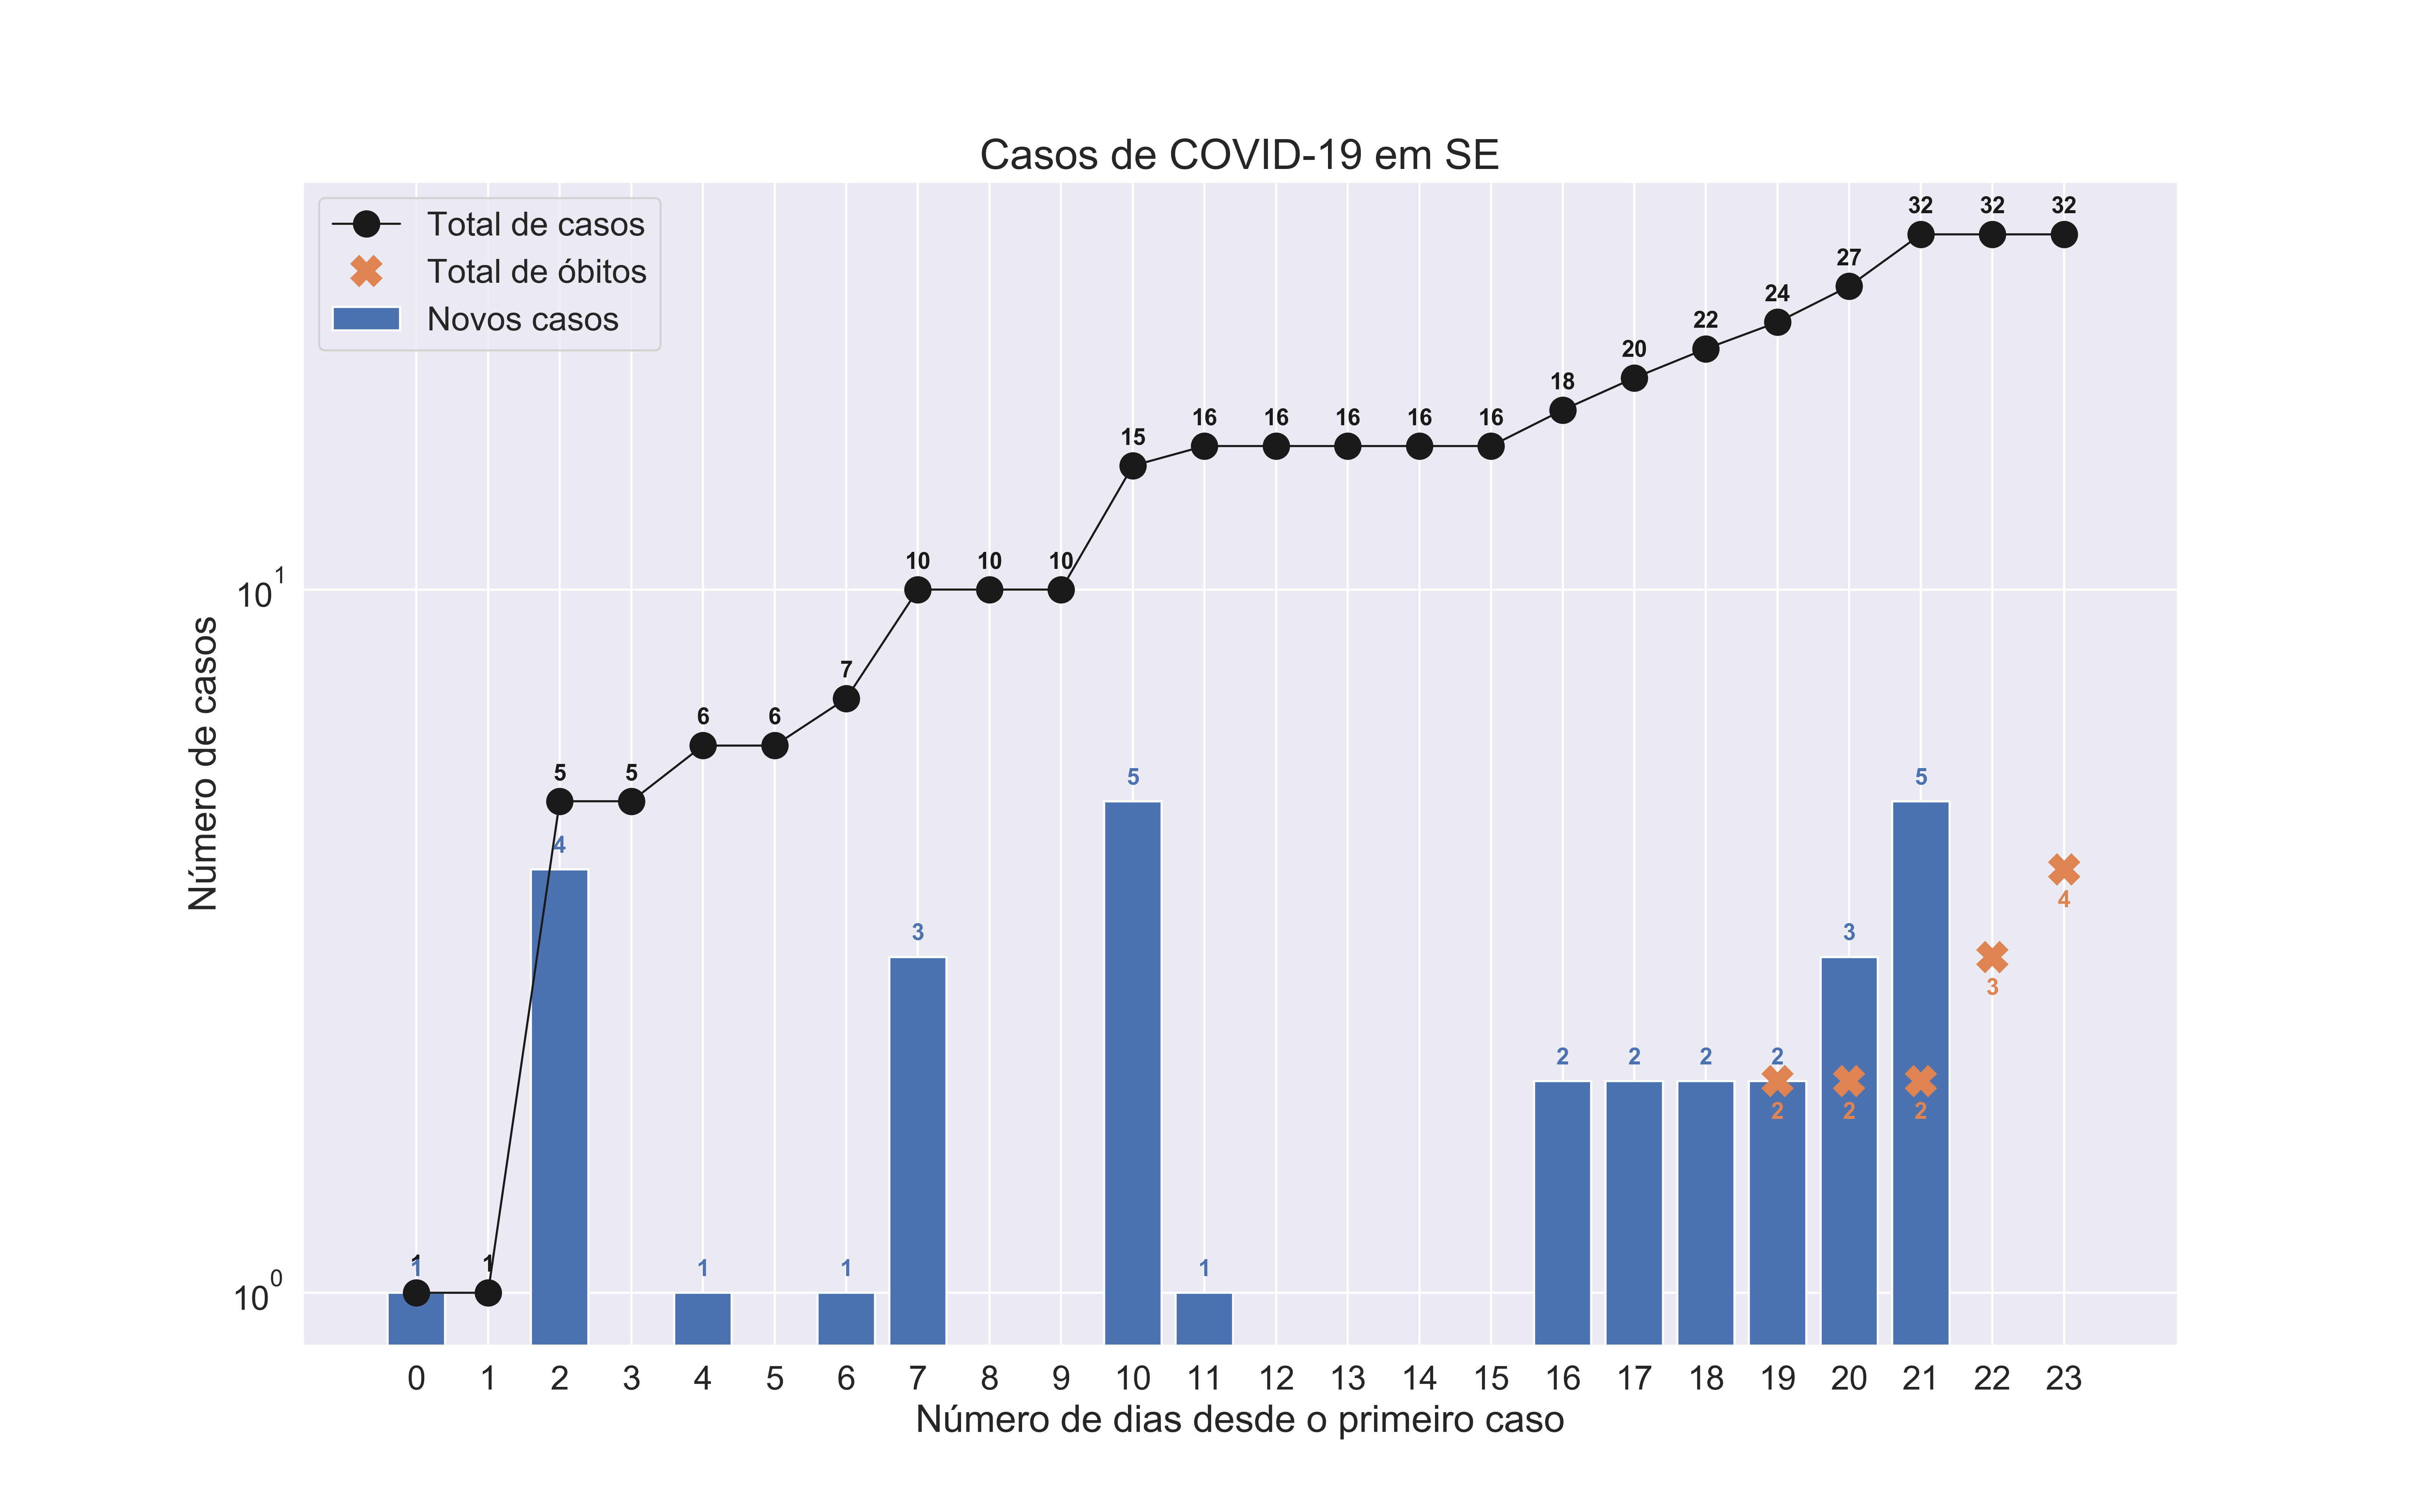 Casos de COVID-19 em SE
Total de casos
Total de óbitos
Novos casos
Número de casos
10^1
10^0
32 32 32
27
24
22
20
18
15 16 16 16 16 16
10 10 10
7
6 6
5 5
1 1
4
5
5
3
3
2 2 2 2
1 1 1 1
4
3
2 2 2
0 1 2 3 4 5 6 7 8 9 10 11 12 13 14 15 16 17 18 19 20 21 22 23
Número de dias desde o primeiro caso